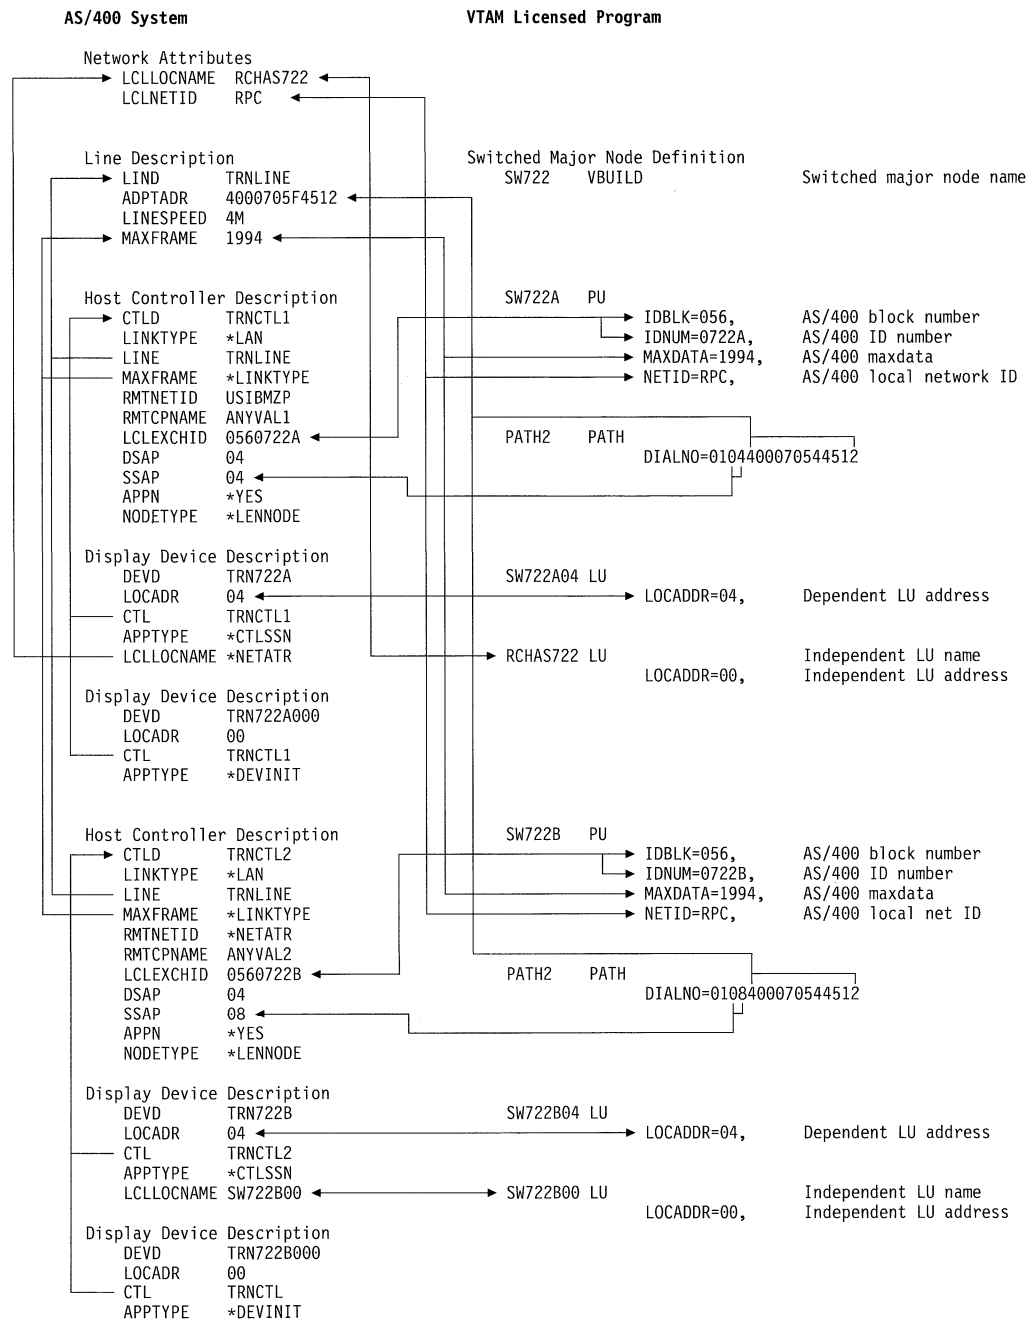 AS/400 System VTAM Licensed Program
Network Attributes
LCLLOCNAME RCHAS722
LCLNETID RPC
Line Description Switched Major Node Definition
LIND TRNLINE SW722 VBUILD Switched major node name
ADPTADR 4000705F4512
LINESPEED 4M
MAXFRAME 1994
Host Controller Description SW722A PU
CTLD TRNCTL1 IDBLK=056, AS/400 block number
LINKTYPE *LAN IDNUM=0722A, AS/400 ID number
LINE TRNLINE MAXDATA=1994, AS/400 maxdata
MAXFRAME *LINKTYPE NETID=RPC, AS/400 local network ID
RMTNETID USIBMZP
RMTCPNAME ANYVAL1
LCLEXCHID 0560722A PATH2 PATH
DSAP 04 DIALNO=0104400070544512
SSAP 04
APPN *YES
NODETYPE *LENNODE
Display Device Description
DEVD TRN722A SW722A04 LU
LOCADR 04 LOCADDR=04, Dependent LU address
CTL TRNCTL1
APPTYPE *CTLSSN
LCLLOCNAME *NETATR RCHAS722 LU Independent LU name
LOCADDR=00, Independent LU address
Display Device Description
DEVD TRN722A000
LOCADR 00
CTL TRNCTL1
APPTYPE *DEVINIT
Host Controller Description SW722B PU
CTLD TRNCTL2 IDBLK=056, AS/400 block number
LINKTYPE *LAN IDNUM=0722B, AS/400 ID number
LINE TRNLINE MAXDATA=1994, AS/400 maxdata
MAXFRAME *LINKTYPE NETID=RPC, AS/400 local net ID
RMTNETID *NETATR
RMTCPNAME ANYVAL2
LCLEXCHID 0560722B PATH2 PATH
DSAP 04 DIALNO=0108400070544512
SSAP 08
APPN *YES
NODETYPE *LENNODE
Display Device Description
DEVD TRN722B SW722B04 LU
LOCADR 04 LOCADDR=04, Dependent LU address
CTL TRNCTL2
APPTYPE *CTLSSN
LCLLOCNAME SW722B00 SW722B00 LU Independent LU name
LOCADDR=00, Independent LU address
Display Device Description
DEVD TRN722B000
LOCADR 00
CTL TRNCTL
APPTYPE *DEVINIT